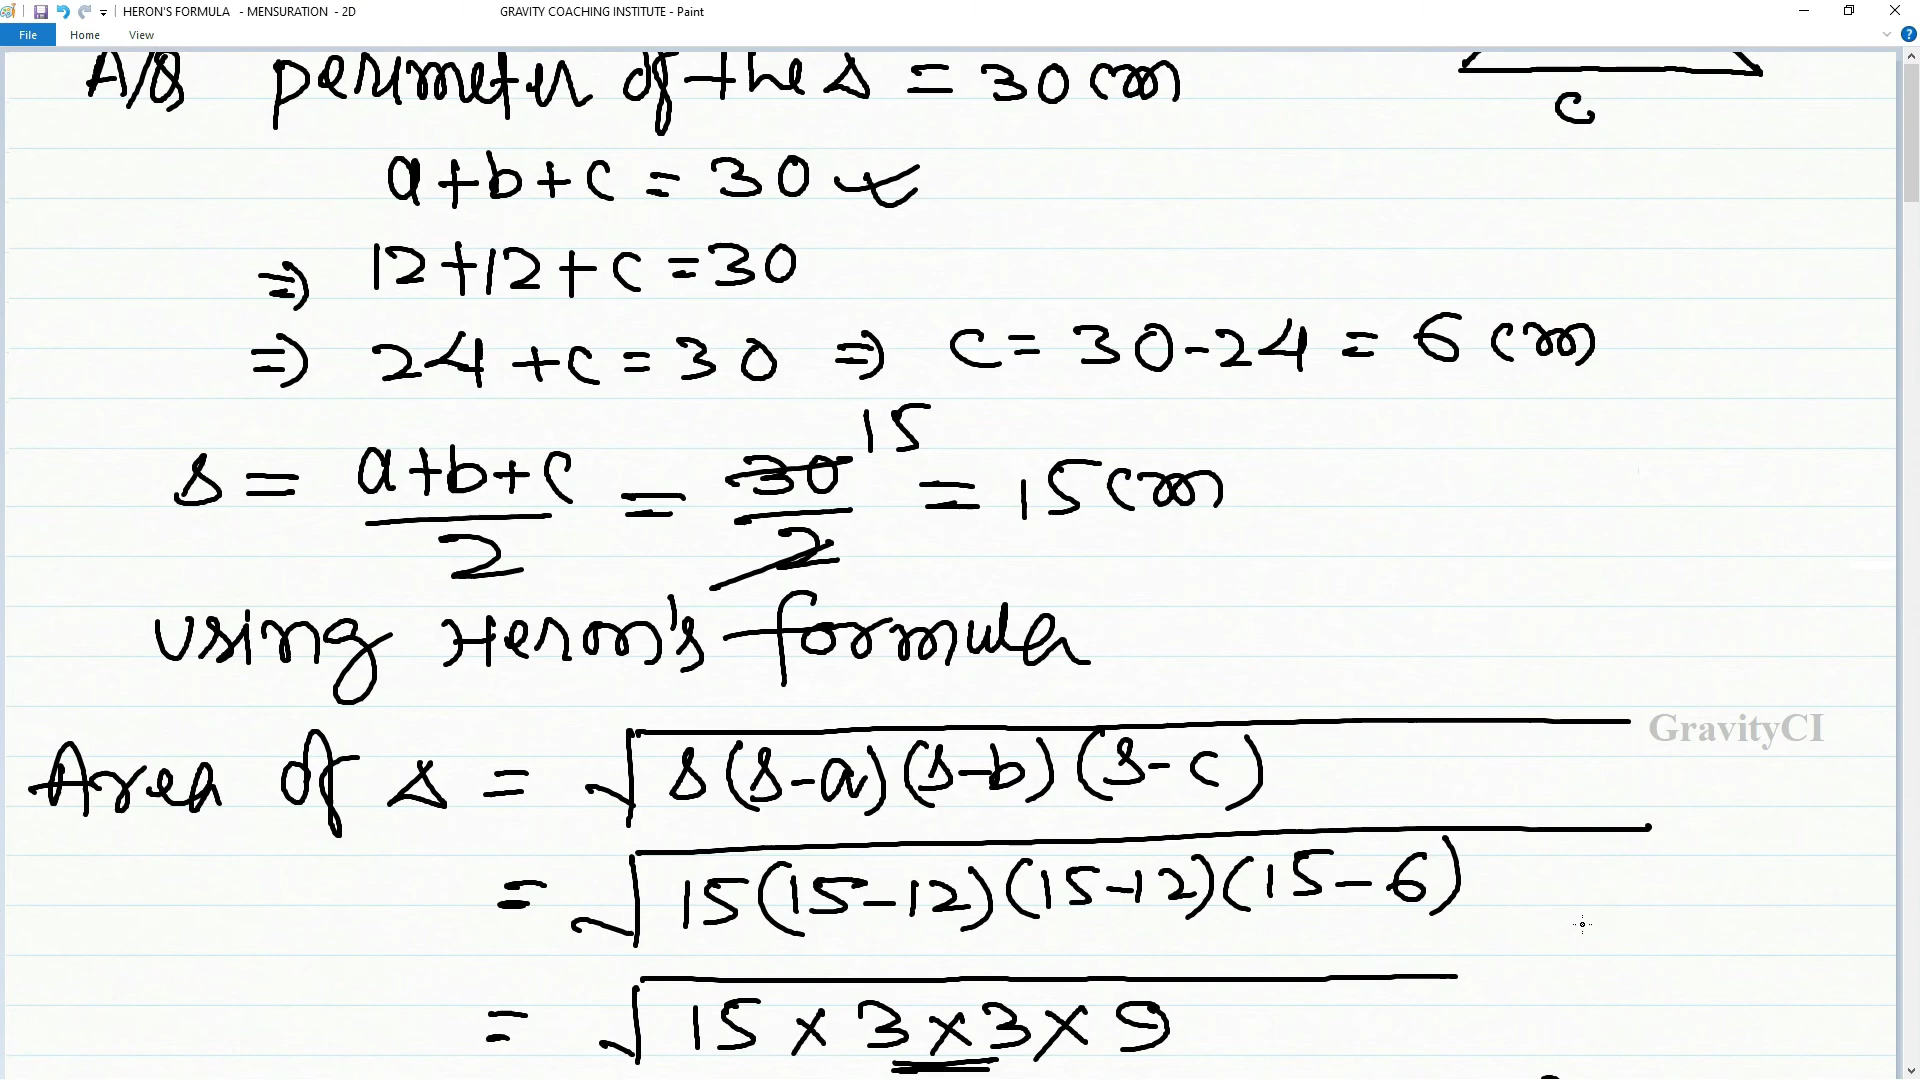 HERON'S FORMULA - MENSURATION - 2D GRAVITY COACHING INSTITUTE - Paint
File Home View
A/Q perimeter of the Δ = 30 cm
c
a+b+c = 30 ✓
⇒ 12+12+c = 30
⇒ 24+c = 30 ⇒ c = 30-24 = 6 cm
s = (a+b+c)/2 = 30/2 15 = 15 cm
using Heron's formula
GravityCI
Area of Δ = √s(s-a)(s-b)(s-c)
= √15(15-12)(15-12)(15-6)
= √15×3×3×9